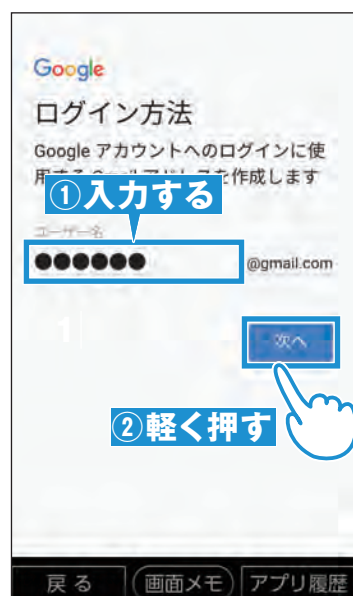 Google
ログイン方法
Google アカウントへのログインに使
作成します
①入力する
ユーザー名
●●●●●● @gmail.com
次へ
②軽く押す
戻る 画面メモ アプリ履歴